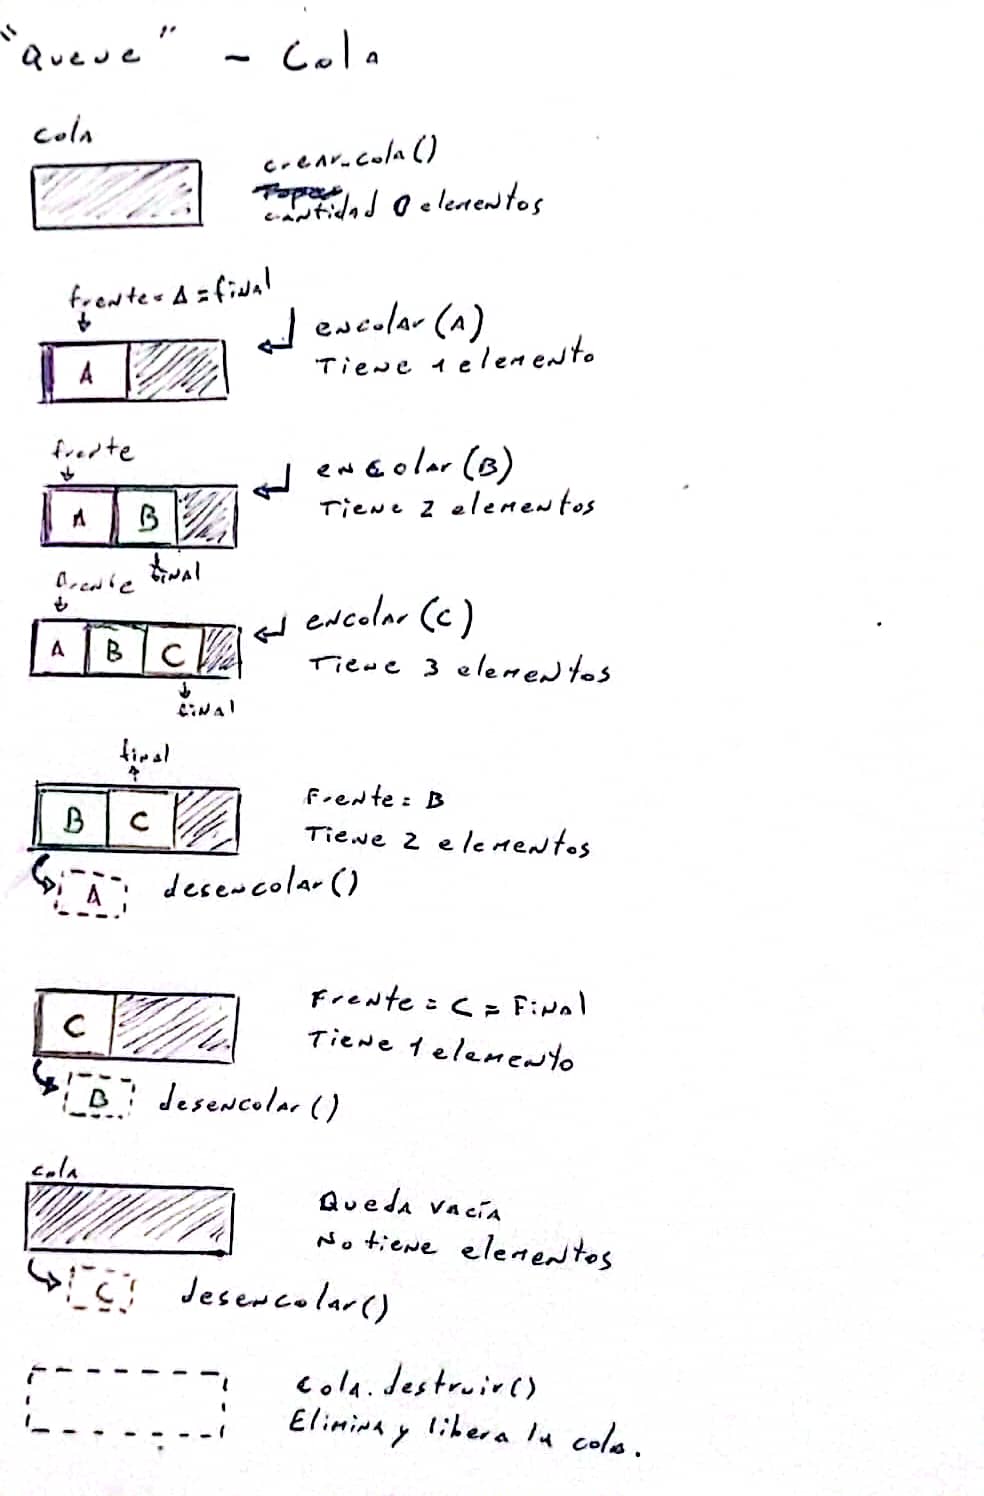 "Queue" - Cola
cola
crear_cola()
cantidad 0 elementos
frente = A = final
A
encolar(A)
Tiene 1 elemento
frente
A B
final
encolar(B)
Tiene 2 elementos
frente
A B C
final
encolar(C)
Tiene 3 elementos
final
B C
Frente = B
Tiene 2 elementos
A desencolar()
C
Frente = C = Final
Tiene 1 elemento
B desencolar()
cola
Queda vacía
No tiene elementos
C desencolar()
cola.destruir()
Elimina y libera la cola.